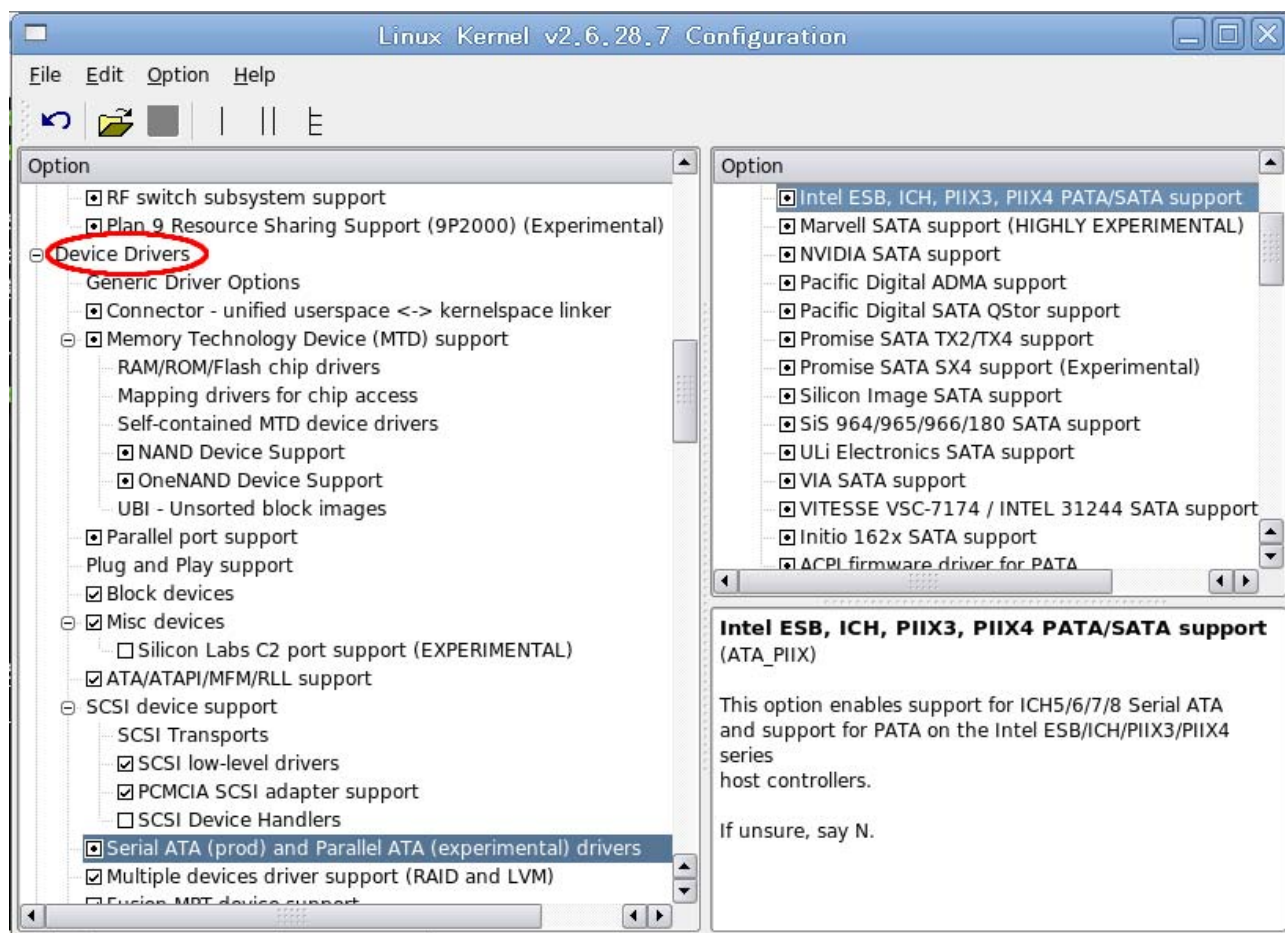 Linux Kernel v2.6.28.7 Configuration
File Edit Option Help
Option
RF switch subsystem support
Plan 9 Resource Sharing Support (9P2000) (Experimental)
Device Drivers
Generic Driver Options
Connector - unified userspace <-> kernelspace linker
Memory Technology Device (MTD) support
RAM/ROM/Flash chip drivers
Mapping drivers for chip access
Self-contained MTD device drivers
NAND Device Support
OneNAND Device Support
UBI - Unsorted block images
Parallel port support
Plug and Play support
Block devices
Misc devices
Silicon Labs C2 port support (EXPERIMENTAL)
ATA/ATAPI/MFM/RLL support
SCSI device support
SCSI Transports
SCSI low-level drivers
PCMCIA SCSI adapter support
SCSI Device Handlers
Serial ATA (prod) and Parallel ATA (experimental) drivers
Multiple devices driver support (RAID and LVM)
Fusion MPT device support
Option
Intel ESB, ICH, PIIX3, PIIX4 PATA/SATA support
Marvell SATA support (HIGHLY EXPERIMENTAL)
NVIDIA SATA support
Pacific Digital ADMA support
Pacific Digital SATA QStor support
Promise SATA TX2/TX4 support
Promise SATA SX4 support (Experimental)
Silicon Image SATA support
SiS 964/965/966/180 SATA support
ULi Electronics SATA support
VIA SATA support
VITESSE VSC-7174 / INTEL 31244 SATA support
Initio 162x SATA support
ACPI firmware driver for PATA
Intel ESB, ICH, PIIX3, PIIX4 PATA/SATA support
(ATA_PIIX)
This option enables support for ICH5/6/7/8 Serial ATA
and support for PATA on the Intel ESB/ICH/PIIX3/PIIX4
series
host controllers.
If unsure, say N.